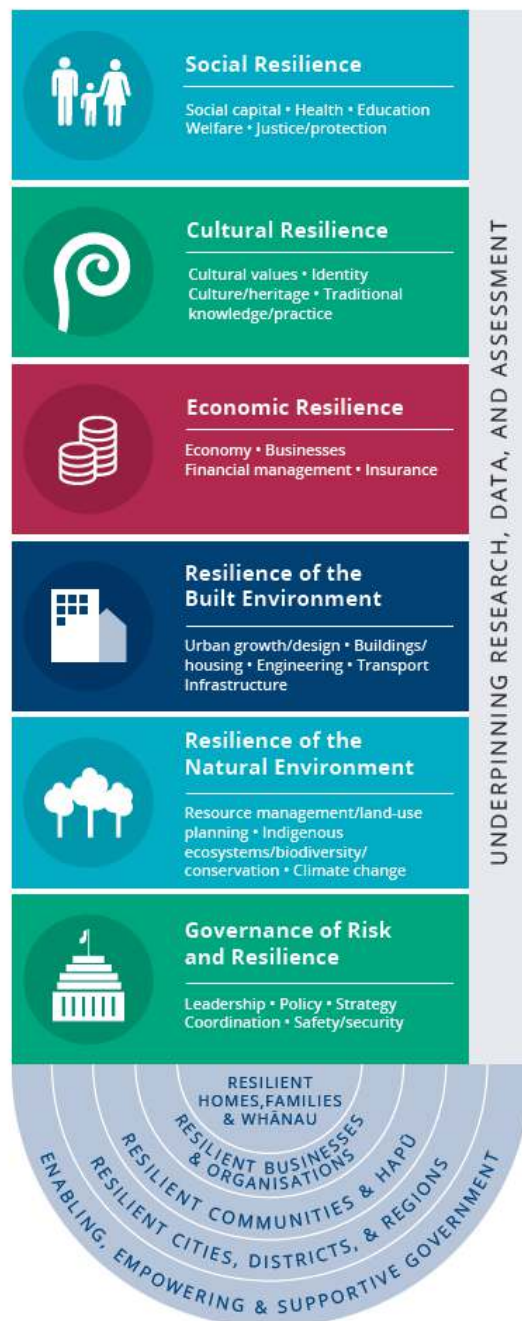 Social Resilience
Social capital • Health • Education
Welfare • Justice/protection
Cultural Resilience
Cultural values • Identity
Culture/heritage • Traditional
knowledge/practice
Economic Resilience
Economy • Businesses
Financial management • Insurance
Resilience of the
Built Environment
Urban growth/design • Buildings/
housing • Engineering • Transport
Infrastructure
Resilience of the
Natural Environment
Resource management/land-use
planning • Indigenous
ecosystems/biodiversity/
conservation • Climate change
Governance of Risk
and Resilience
Leadership • Policy • Strategy
Coordination • Safety/security
UNDERPINNING RESEARCH, DATA, AND ASSESSMENT
RESILIENT
HOMES,FAMILIES
& WHĀNAU
RESILIENT BUSINESSES
& ORGANISATIONS
RESILIENT COMMUNITIES & HAPŪ
RESILIENT CITIES, DISTRICTS, & REGIONS
ENABLING, EMPOWERING & SUPPORTIVE GOVERNMENT